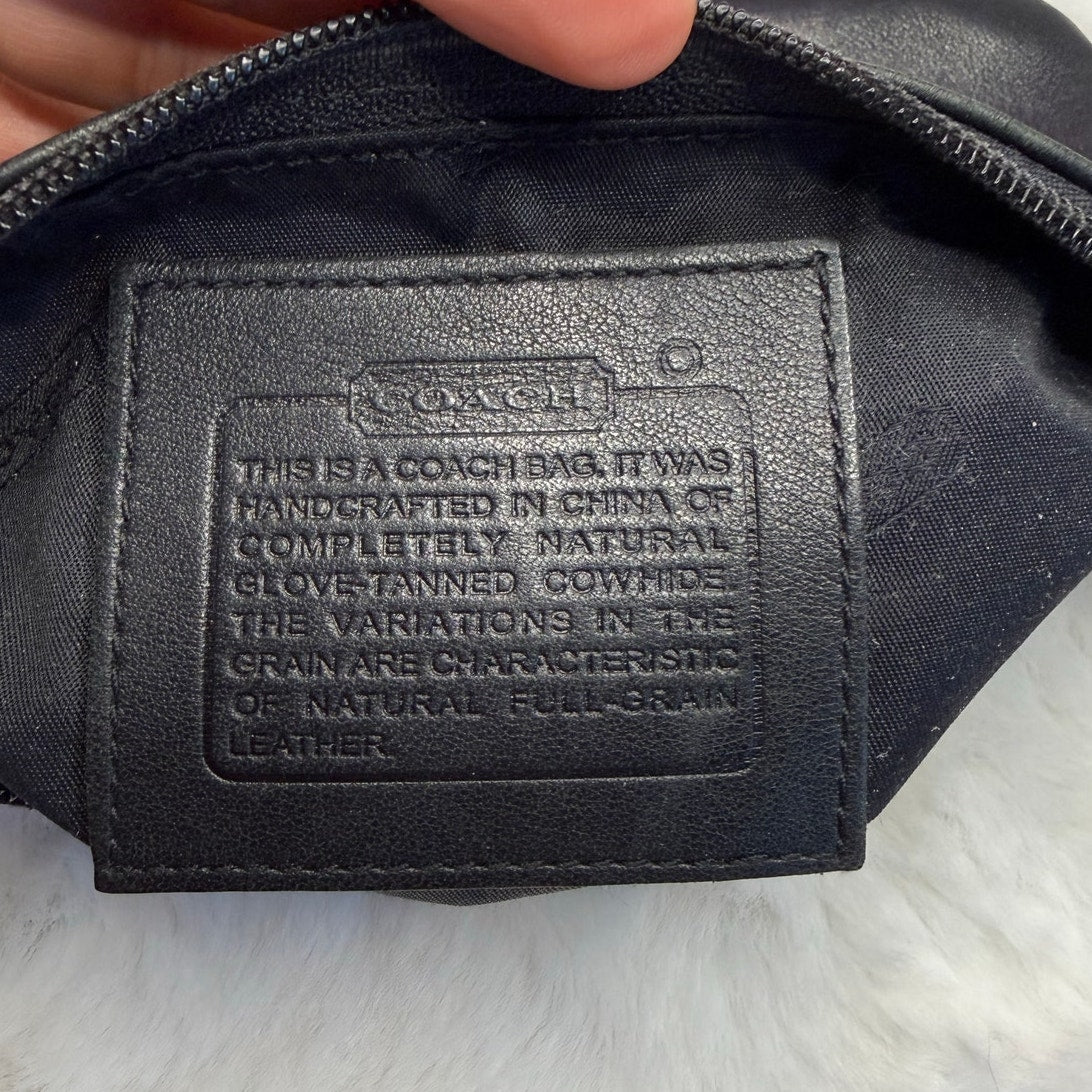 COACH ©
THIS IS A COACH BAG. IT WAS
HANDCRAFTED IN CHINA OF
COMPLETELY NATURAL
GLOVE-TANNED COWHIDE.
THE VARIATIONS IN THE
GRAIN ARE CHARACTERISTIC
OF NATURAL FULL-GRAIN
LEATHER.